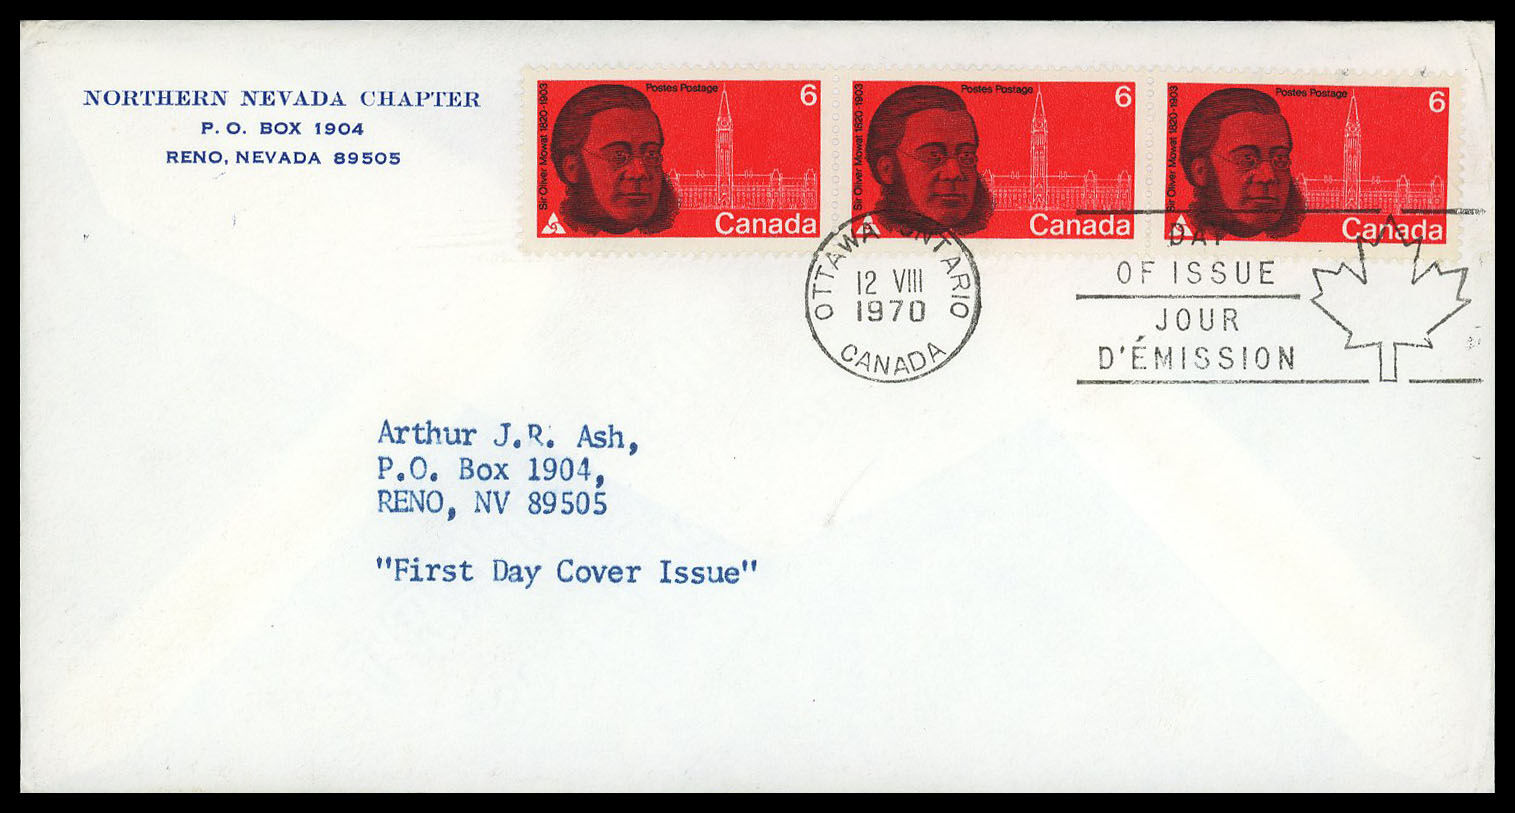 NORTHERN NEVADA CHAPTER
P. O. BOX 1904
RENO, NEVADA 89505
Sir Oliver Mowat 1820-1903
Postes Postage
6
Canada
Sir Oliver Mowat 1820-1903
Postes Postage
6
Canada
Sir Oliver Mowat 1820-1903
Postes Postage
6
Canada
OTTAWA ONTARIO
12 VIII
1970
CANADA
DAY
OF ISSUE
JOUR
D'ÉMISSION
Arthur J.R. Ash,
P.O. Box 1904,
RENO, NV 89505
"First Day Cover Issue"